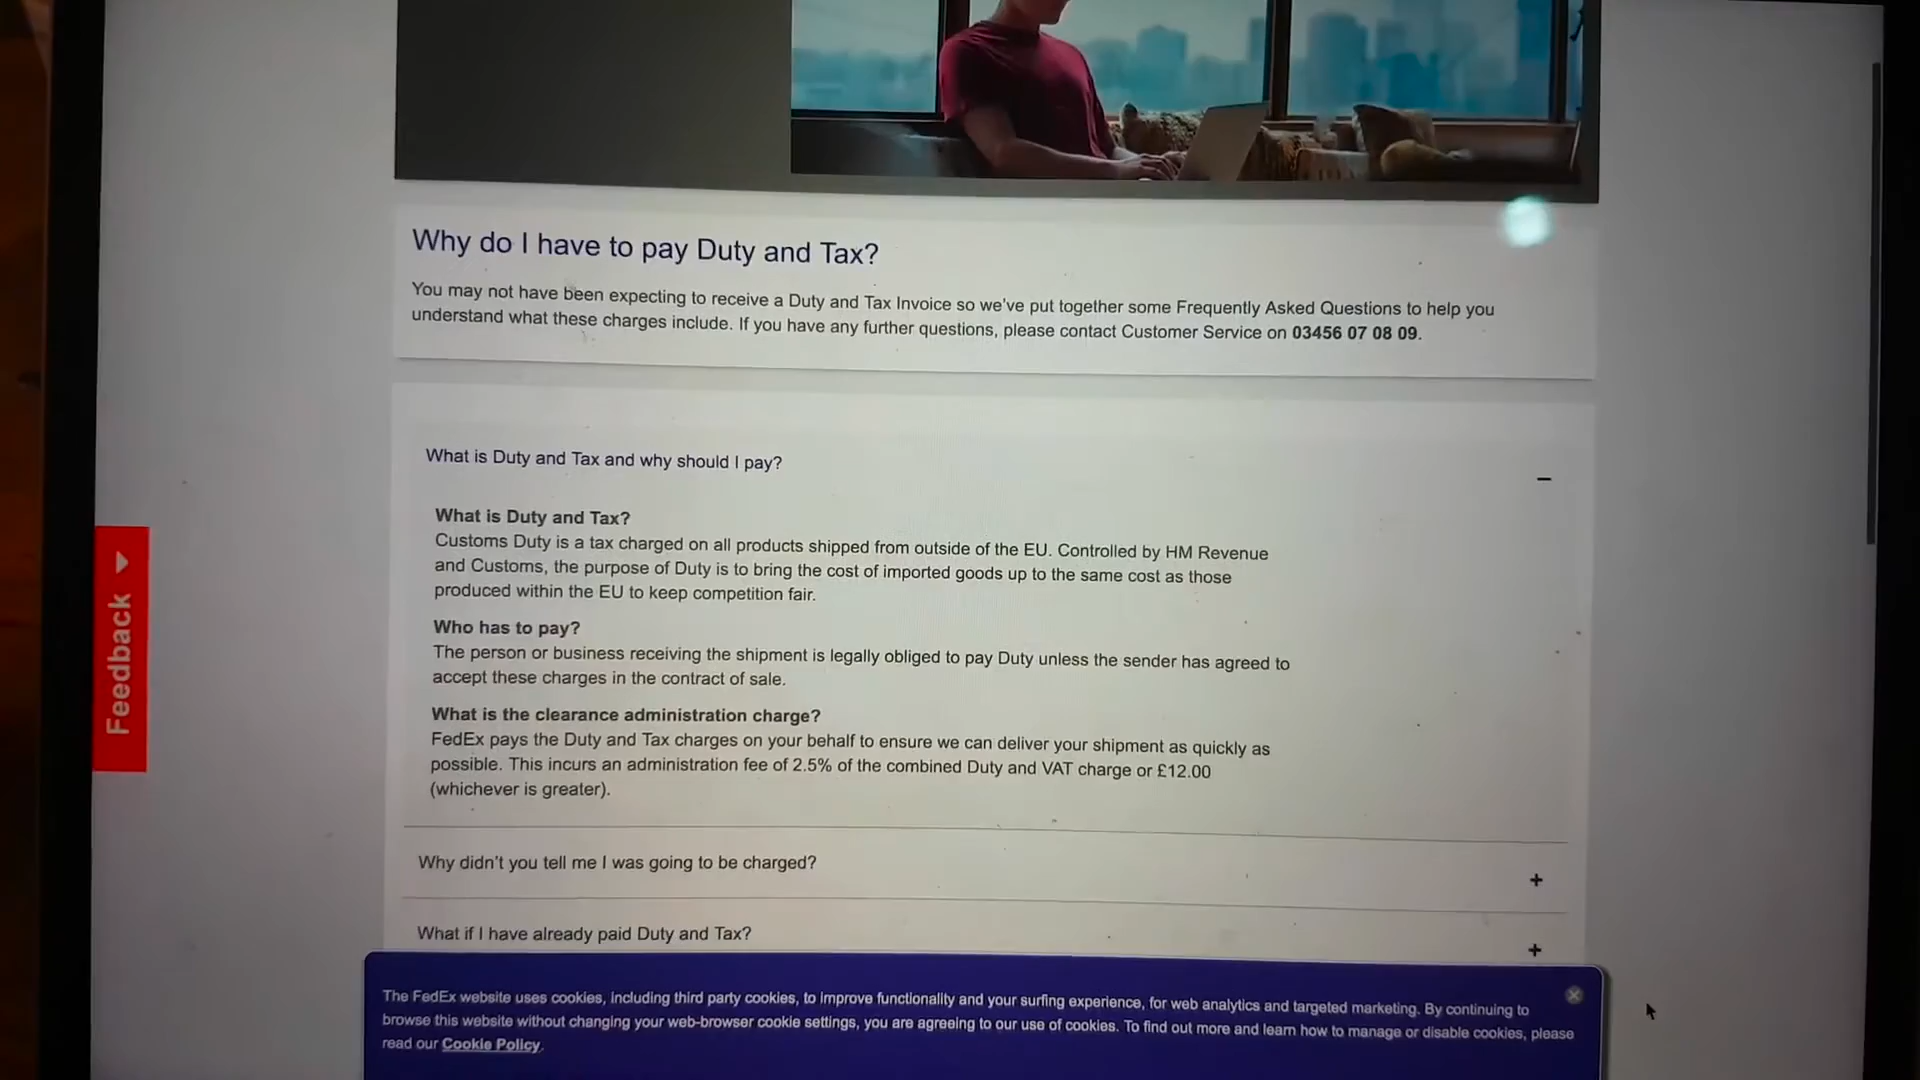 Why do I have to pay Duty and Tax?
You may not have been expecting to receive a Duty and Tax Invoice so we've put together some Frequently Asked Questions to help you
understand what these charges include. If you have any further questions, please contact Customer Service on 03456 07 08 09.
What is Duty and Tax and why should I pay?
What is Duty and Tax?
Customs Duty is a tax charged on all products shipped from outside of the EU. Controlled by HM Revenue
and Customs, the purpose of Duty is to bring the cost of imported goods up to the same cost as those
produced within the EU to keep competition fair.
Who has to pay?
The person or business receiving the shipment is legally obliged to pay Duty unless the sender has agreed to
accept these charges in the contract of sale.
What is the clearance administration charge?
FedEx pays the Duty and Tax charges on your behalf to ensure we can deliver your shipment as quickly as
possible. This incurs an administration fee of 2.5% of the combined Duty and VAT charge or £12.00
(whichever is greater).
Why didn't you tell me I was going to be charged?
What if I have already paid Duty and Tax?
Feedback
The FedEx website uses cookies, including third party cookies, to improve functionality and your surfing experience, for web analytics and targeted marketing. By continuing to
browse this website without changing your web-browser cookie settings, you are agreeing to our use of cookies. To find out more and learn how to manage or disable cookies, please
read our Cookie Policy.